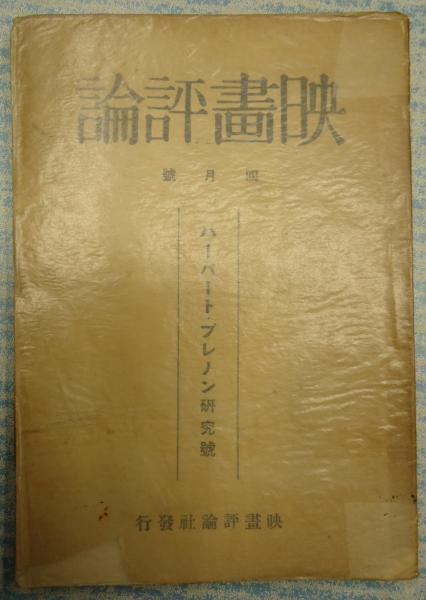 映畫評論
四月號
ハーバート・ブレノン研究號
映畫評論社發行